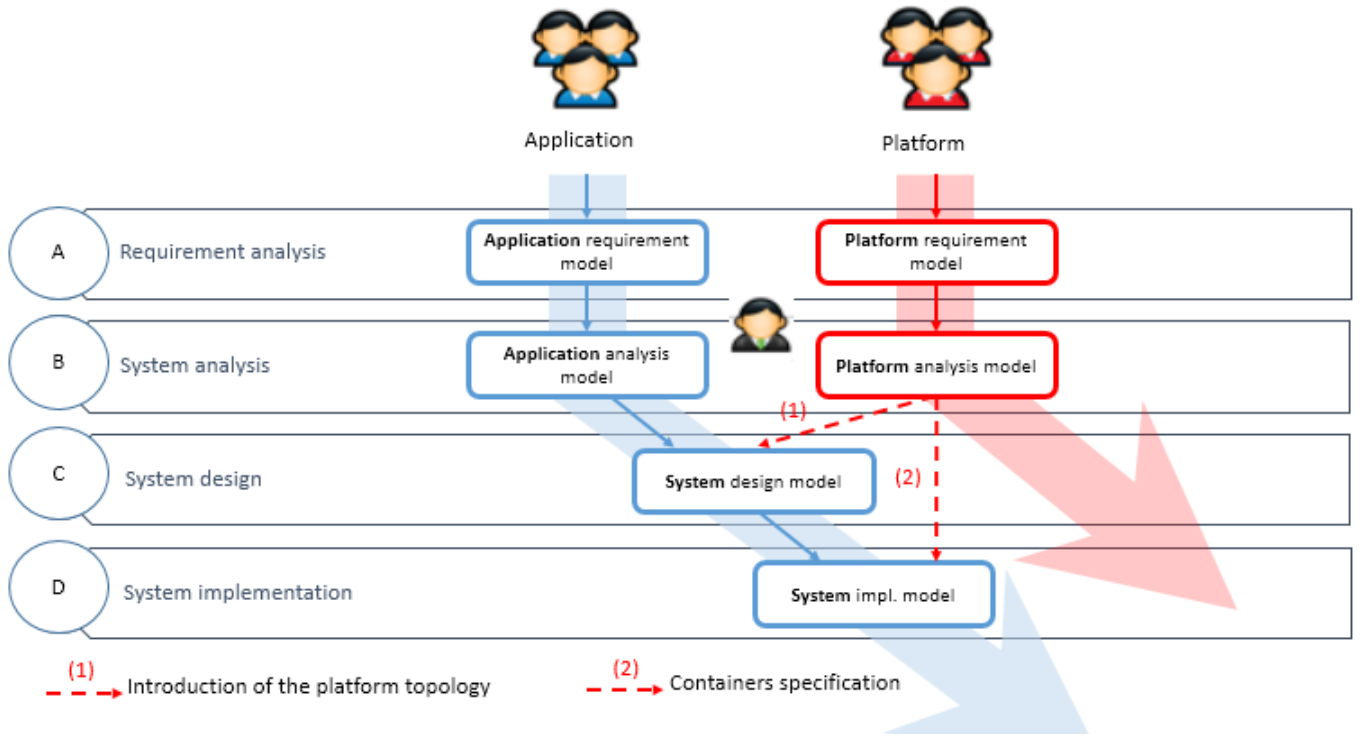 Application
Platform
A
Requirement analysis
Application requirement
model
Platform requirement
model
B
System analysis
Application analysis
model
Platform analysis model
(1)
C
System design
System design model
(2)
D
System implementation
System impl. model
(1)
Introduction of the platform topology
(2)
Containers specification